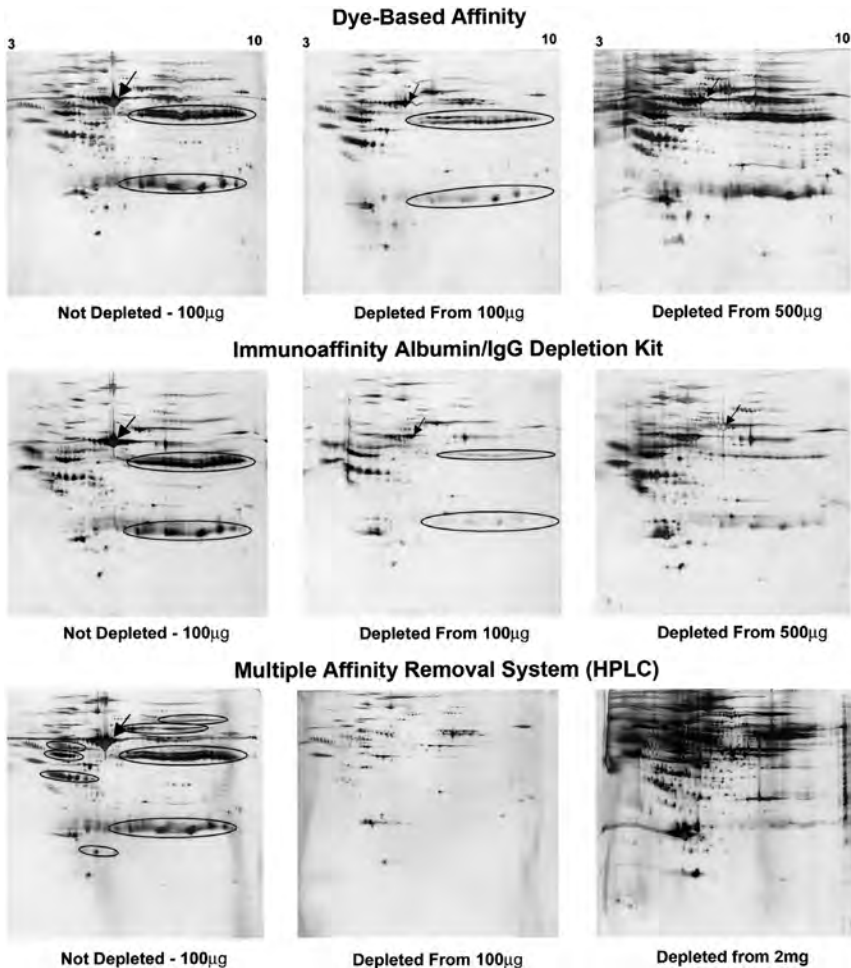 Dye-Based Affinity
3 10 3 10 3 10
Not Depleted - 100µg Depleted From 100µg Depleted From 500µg
Immunoaffinity Albumin/IgG Depletion Kit
Not Depleted - 100µg Depleted From 100µg Depleted From 500µg
Multiple Affinity Removal System (HPLC)
Not Depleted - 100µg Depleted From 100µg Depleted from 2mg